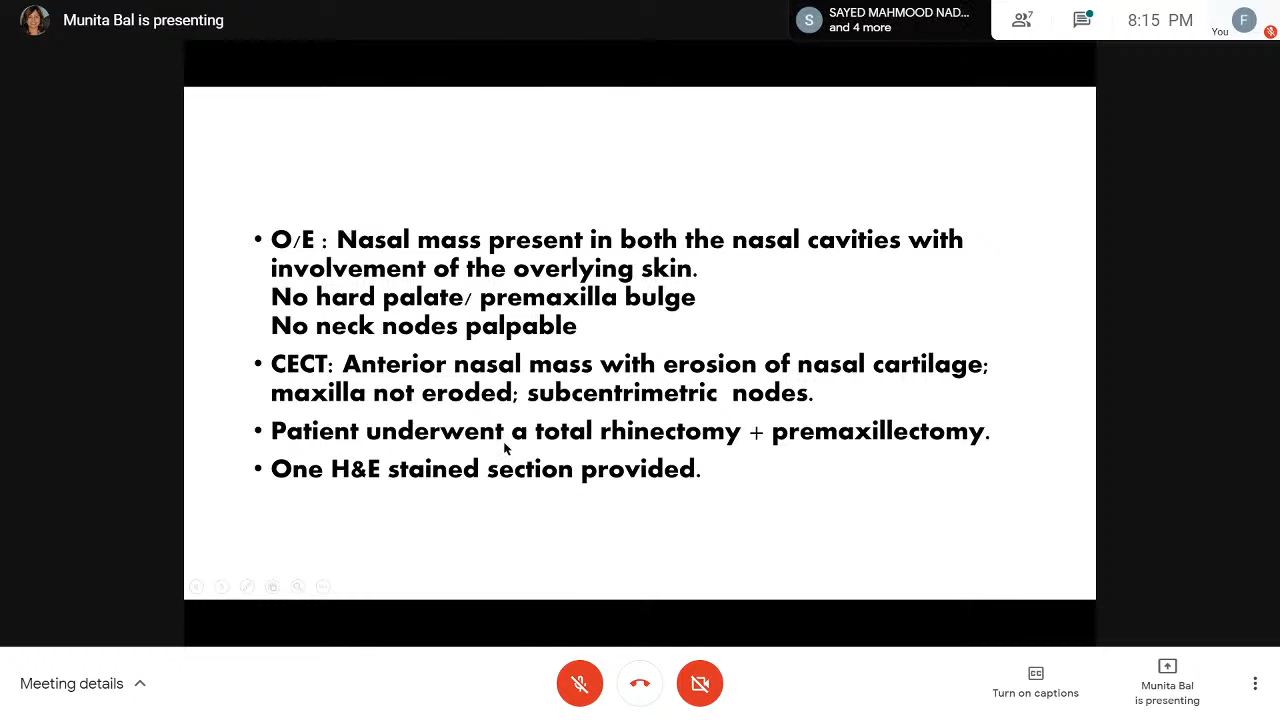 Munita Bal is presenting
S
SAYED MAHMOOD NAD...
and 4 more
7
8:15 PM
You
F
• O/E : Nasal mass present in both the nasal cavities with
involvement of the overlying skin.
No hard palate/ premaxilla bulge
No neck nodes palpable
• CECT: Anterior nasal mass with erosion of nasal cartilage;
maxilla not eroded; subcentrimetric nodes.
• Patient underwent a total rhinectomy + premaxillectomy.
• One H&E stained section provided.
Meeting details
CC
Turn on captions
Munita Bal
is presenting